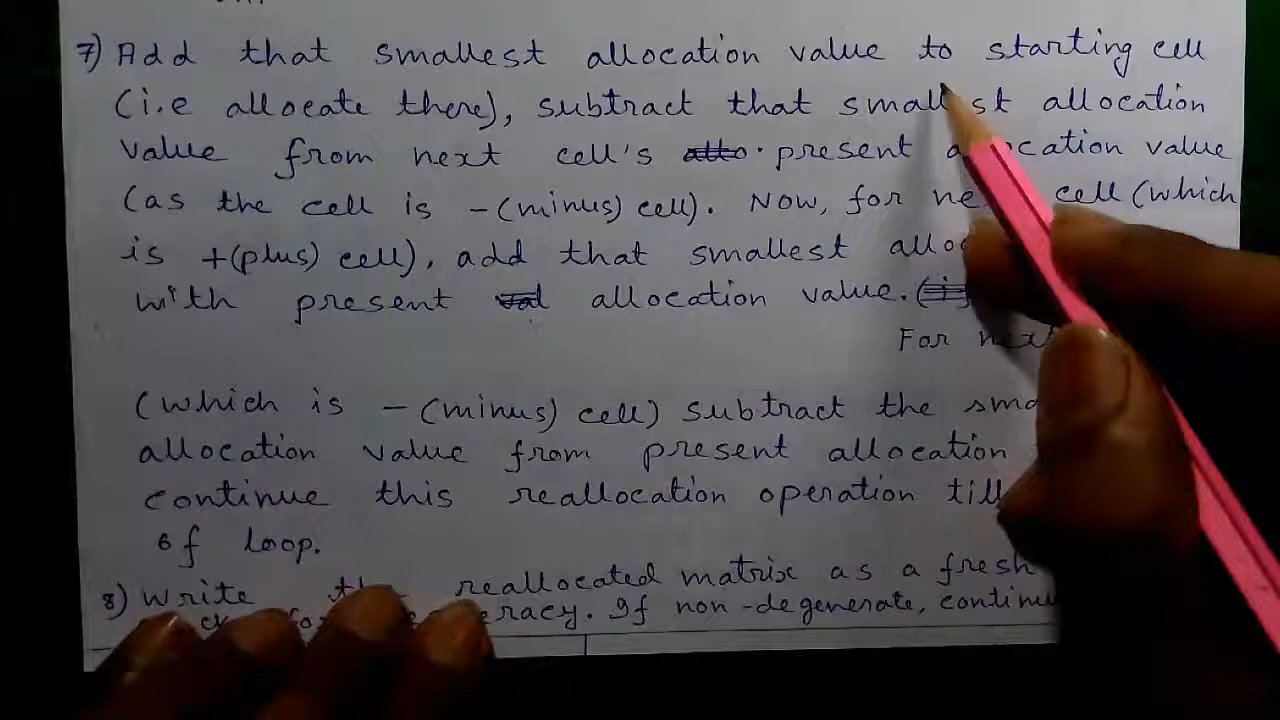 7) Add that smallest allocation value to starting cell
(i.e allocate there), subtract that smallest allocation
value from next cell's present allocation value
(as the cell is -(minus) cell). Now, for cell (which
is +(plus) cell), add that smallest
with present allocation value.
For next
(which is - (minus) cell) subtract the
allocation value from present allocation
continue this reallocation operation till
of loop.
8) Write reallocated matrix as a fresh
If non-degenerate,